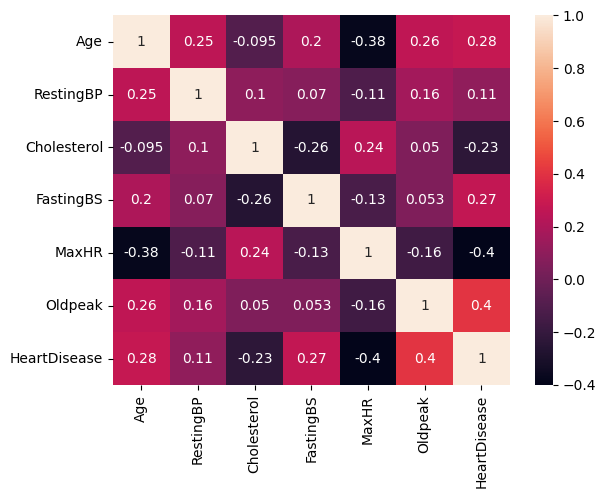 Age 1 0.25 -0.095 0.2 -0.38 0.26 0.28
RestingBP 0.25 1 0.1 0.07 -0.11 0.16 0.11
Cholesterol -0.095 0.1 1 -0.26 0.24 0.05 -0.23
FastingBS 0.2 0.07 -0.26 1 -0.13 0.053 0.27
MaxHR -0.38 -0.11 0.24 -0.13 1 -0.16 -0.4
Oldpeak 0.26 0.16 0.05 0.053 -0.16 1 0.4
HeartDisease 0.28 0.11 -0.23 0.27 -0.4 0.4 1
Age RestingBP Cholesterol FastingBS MaxHR Oldpeak HeartDisease
1.0
0.8
0.6
0.4
0.2
0.0
−0.2
−0.4